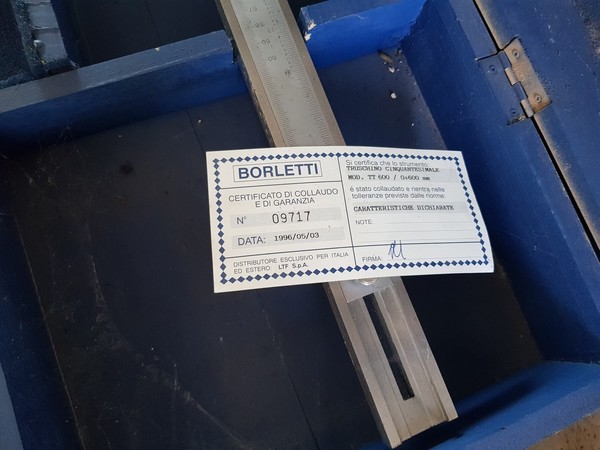 BORLETTI
CERTIFICATO DI COLLAUDO
E DI GARANZIA
N° 09717
DATA: 1996/05/03
DISTRIBUTORE ESCLUSIVO PER ITALIA
ED ESTERO LTF S.p.A.
Si certifica che lo strumento:
TRUSCHINO CINQUANTESIMALE
MOD. TT 600 / 0÷600 mm
è stato collaudato e rientra nelle
tolleranze previste dalle norme:
CARATTERISTICHE DICHIARATE
NOTE:
FIRMA: